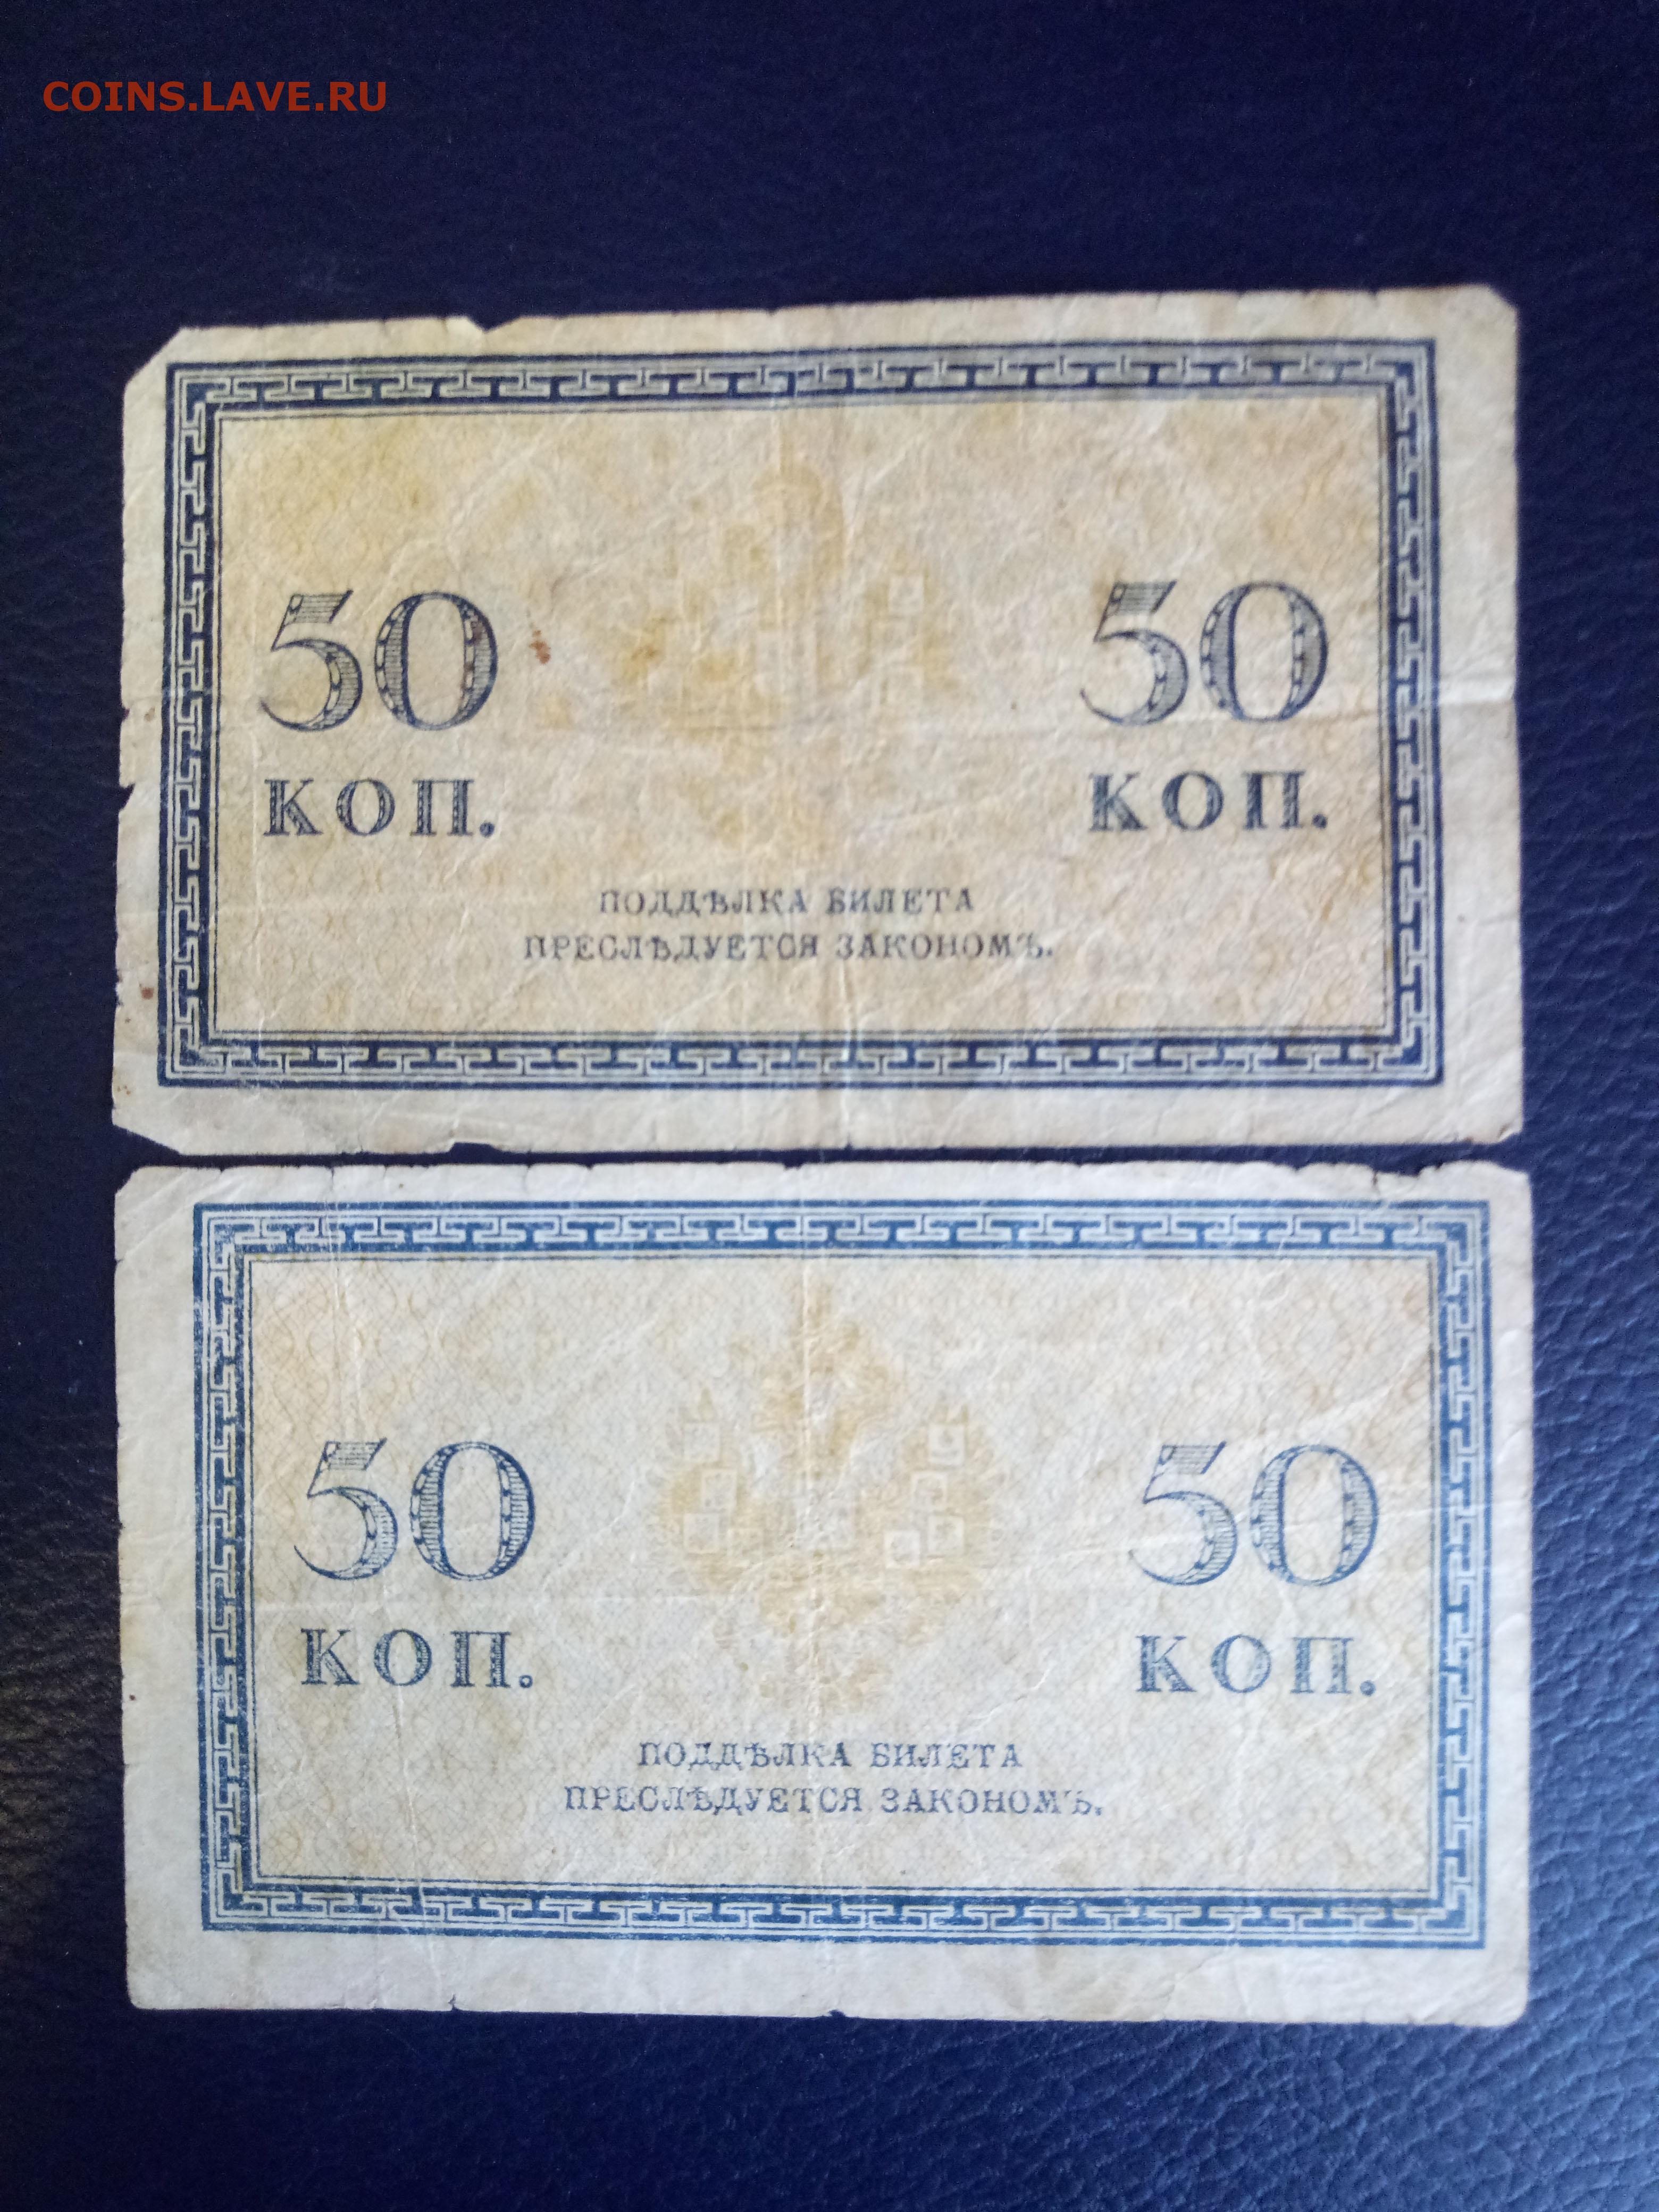 COINS.LAVE.RU
50 50
КОП. КОП.
ПОДДѢЛКА БИЛЕТА
ПРЕСЛѢДУЕТСЯ ЗАКОНОМЪ.
50 50
КОП. КОП.
ПОДДѢЛКА БИЛЕТА
ПРЕСЛѢДУЕТСЯ ЗАКОНОМЪ.